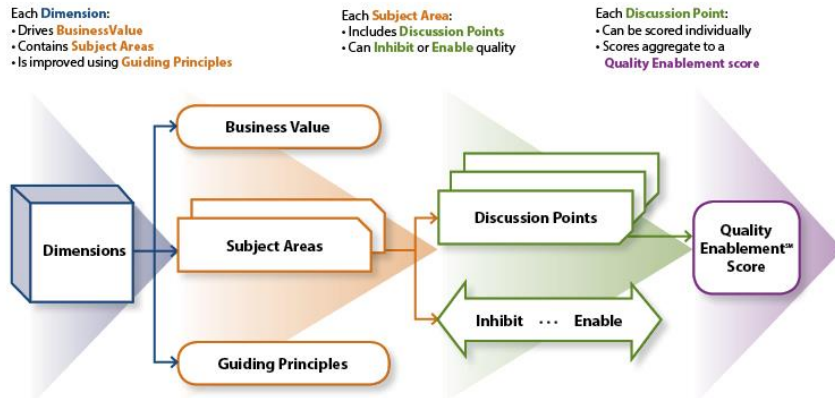 Each Dimension:
• Drives BusinessValue
• Contains Subject Areas
• Is improved using Guiding Principles
Each Subject Area:
• Includes Discussion Points
• Can Inhibit or Enable quality
Each Discussion Point:
• Can be scored individually
• Scores aggregate to a
Quality Enablement score
Business Value
Dimensions
Subject Areas
Discussion Points
Quality
Enablement℠
Score
Inhibit ... Enable
Guiding Principles